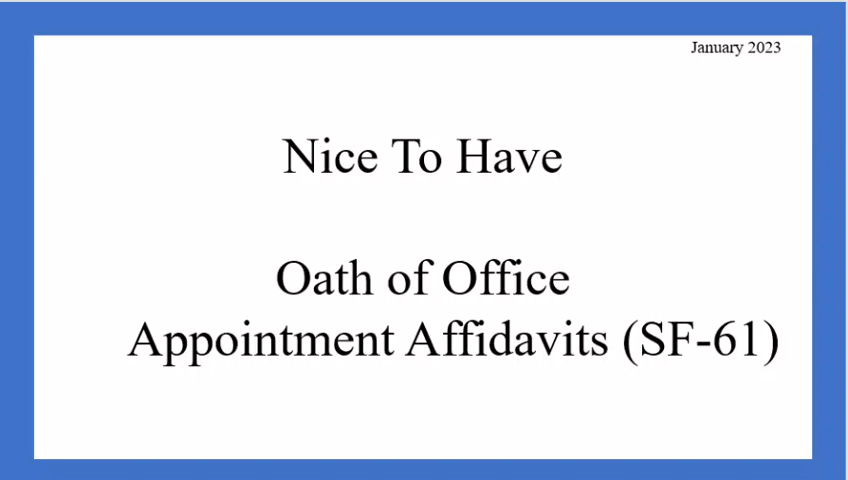 January 2023
Nice To Have
Oath of Office
Appointment Affidavits (SF-61)